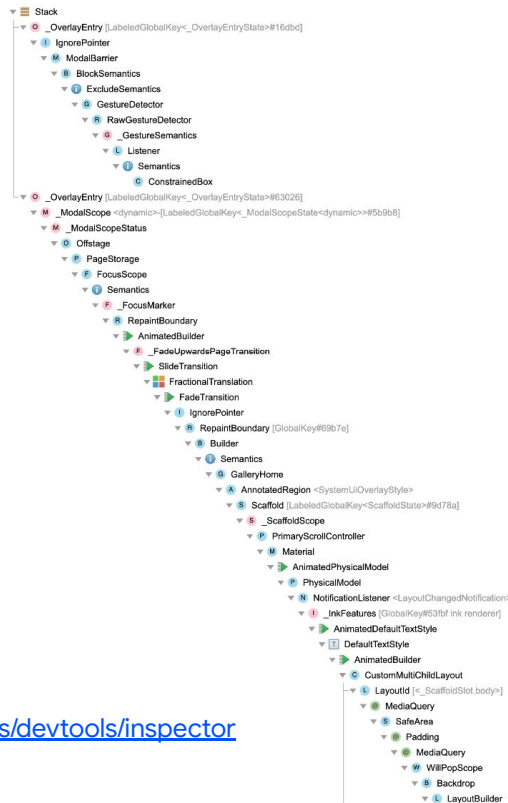 Stack
_OverlayEntry [LabeledGlobalKey<_OverlayEntryState>#16dbd]
IgnorePointer
ModalBarrier
BlockSemantics
ExcludeSemantics
GestureDetector
RawGestureDetector
_GestureSemantics
Listener
Semantics
ConstrainedBox
_OverlayEntry [LabeledGlobalKey<_OverlayEntryState>#63026]
_ModalScope <dynamic>-[LabeledGlobalKey<_ModalScopeState<dynamic>>#5b9b8]
_ModalScopeStatus
Offstage
PageStorage
FocusScope
Semantics
_FocusMarker
RepaintBoundary
AnimatedBuilder
_FadeUpwardsPageTransition
SlideTransition
FractionalTranslation
FadeTransition
IgnorePointer
RepaintBoundary [GlobalKey#69b7e]
Builder
Semantics
GalleryHome
AnnotatedRegion <SystemUiOverlayStyle>
Scaffold [LabeledGlobalKey<ScaffoldState>#9d78a]
_ScaffoldScope
PrimaryScrollController
Material
AnimatedPhysicalModel
PhysicalModel
NotificationListener <LayoutChangedNotification>
_InkFeatures [GlobalKey#53fbf ink renderer]
AnimatedDefaultTextStyle
DefaultTextStyle
AnimatedBuilder
CustomMultiChildLayout
LayoutId [<_ScaffoldSlot.body>]
MediaQuery
SafeArea
s/devtools/inspector
Padding
MediaQuery
WillPopScope
Backdrop
LayoutBuilder